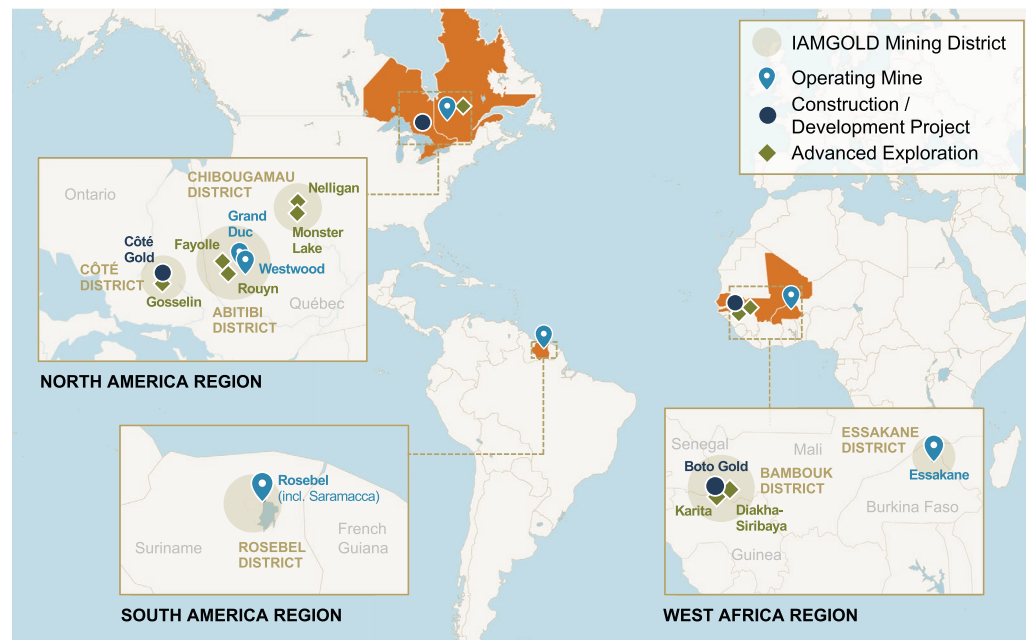 IAMGOLD Mining District
Operating Mine
Construction /
Development Project
Advanced Exploration
Ontario
CHIBOUGAMAU
DISTRICT
Nelligan
Monster
Lake
Grand
Duc
Fayolle
Westwood
Rouyn
Côté
Gold
CÔTÉ
DISTRICT
Gosselin
ABITIBI
DISTRICT
Québec
NORTH AMERICA REGION
Rosebel
(incl. Saramacca)
Suriname
ROSEBEL
DISTRICT
French
Guiana
SOUTH AMERICA REGION
Senegal
Mali
ESSAKANE
DISTRICT
Essakane
Boto Gold
BAMBOUK
DISTRICT
Karita
Diakha-
Siribaya
Burkina Faso
Guinea
WEST AFRICA REGION